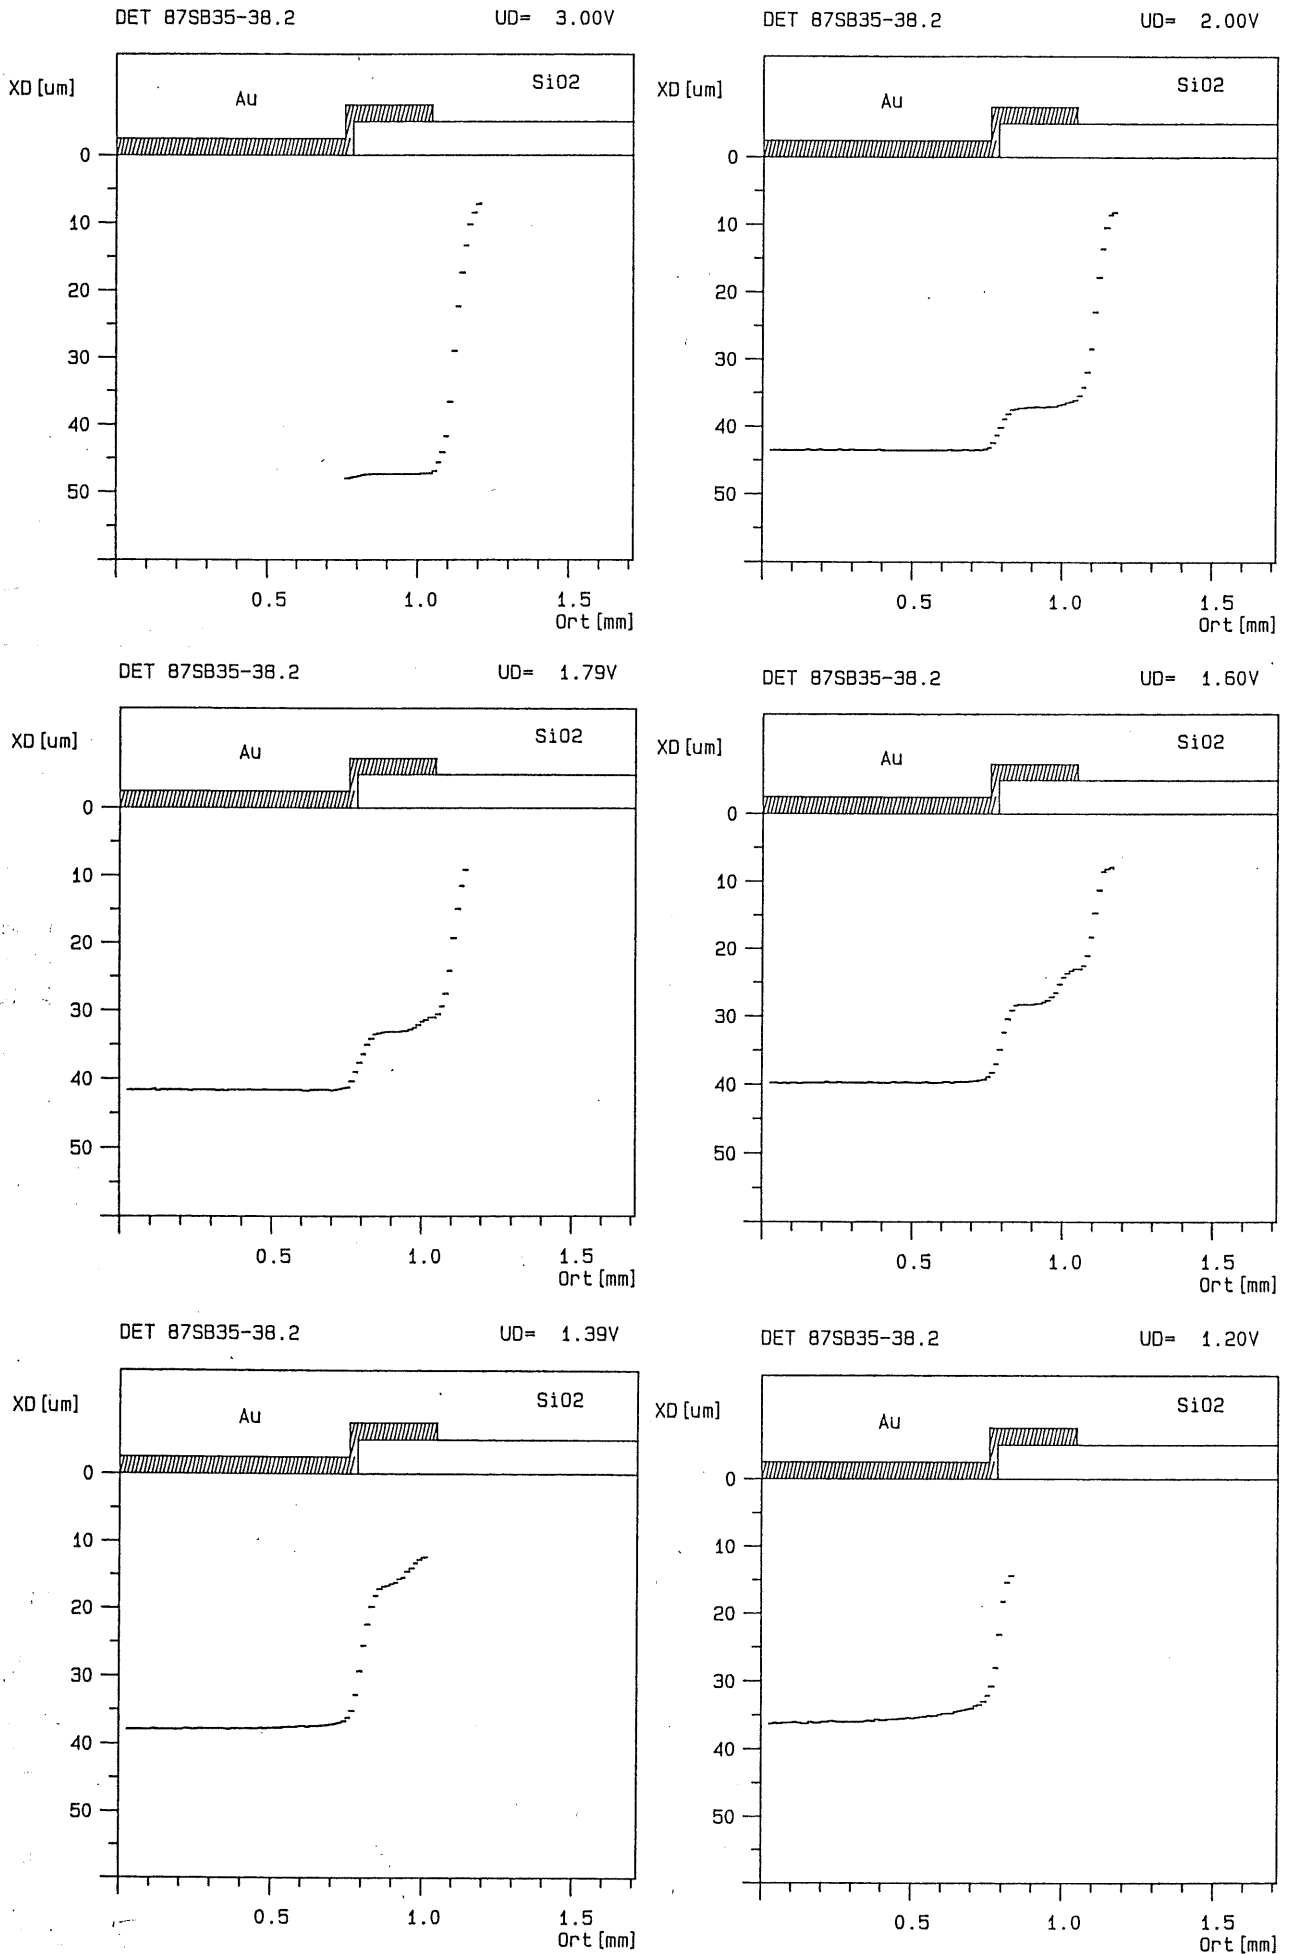 DET 87SB35-38.2 UD= 3.00V
XD [um]
Au
SiO2
0
10
20
30
40
50
0.5 1.0 1.5
Ort [mm]
DET 87SB35-38.2 UD= 2.00V
XD [um]
Au
SiO2
0
10
20
30
40
50
0.5 1.0 1.5
Ort [mm]
DET 87SB35-38.2 UD= 1.79V
XD [um]
Au
SiO2
0
10
20
30
40
50
0.5 1.0 1.5
Ort [mm]
DET 87SB35-38.2 UD= 1.60V
XD [um]
Au
SiO2
0
10
20
30
40
50
0.5 1.0 1.5
Ort [mm]
DET 87SB35-38.2 UD= 1.39V
XD [um]
Au
SiO2
0
10
20
30
40
50
0.5 1.0 1.5
Ort [mm]
DET 87SB35-38.2 UD= 1.20V
XD [um]
Au
SiO2
0
10
20
30
40
50
0.5 1.0 1.5
Ort [mm]